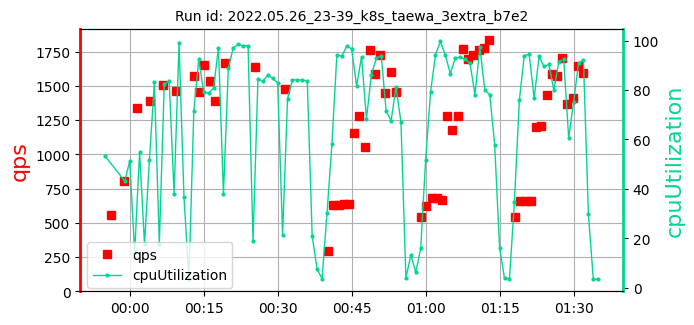 Run id: 2022.05.26_23-39_k8s_taewa_3extra_b7e2
qps
1750
1500
1250
1000
750
500
250
0
100
80
60
40
20
0
cpuUtilization
qps
cpuUtilization
00:00 00:15 00:30 00:45 01:00 01:15 01:30